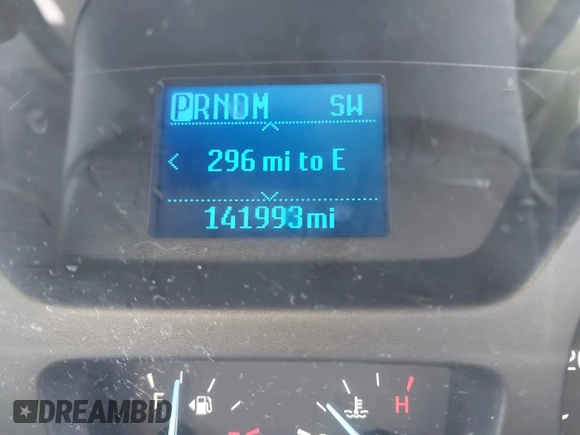 PRNDM SW
< 296 mi to E
141993mi
F H
DREAMBID